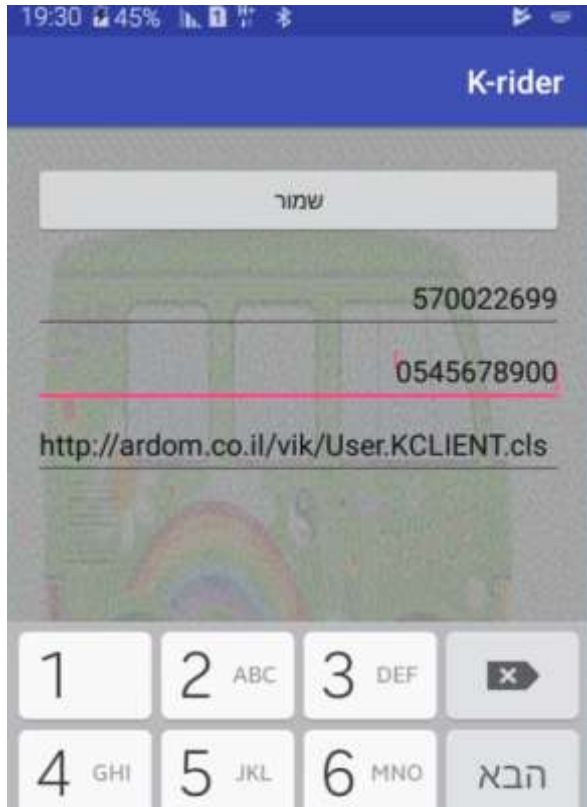 19:30 45% H+
K-rider
שמור
570022699
0545678900
http://ardom.co.il/vik/User.KCLIENT.cls
1 2 ABC 3 DEF
4 GHI 5 JKL 6 MNO הבא